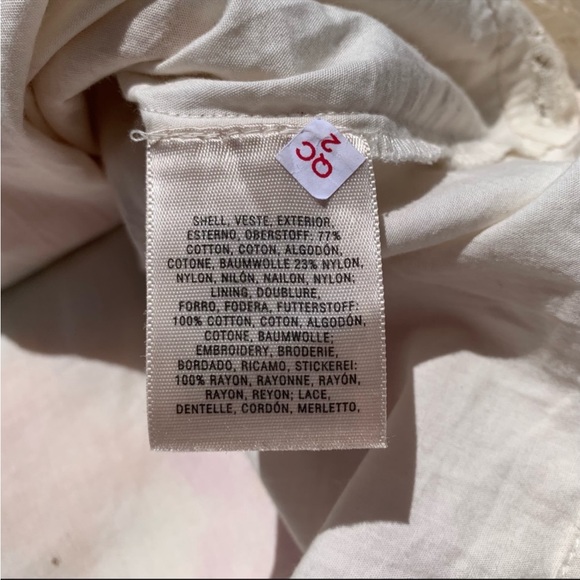 QC
2
SHELL, VESTE, EXTERIOR,
ESTERNO, OBERSTOFF, 77%
COTTON, COTON, ALGODÓN,
COTONE, BAUMWOLLE 23% NYLON,
NYLON, NILÓN, NAILON, NYLON;
LINING, DOUBLURE,
FORRO, FODERA, FUTTERSTOFF:
100% COTTON, COTON, ALGODÓN,
COTONE, BAUMWOLLE;
EMBROIDERY, BRODERIE,
BORDADO, RICAMO, STICKEREI:
100% RAYON, RAYONNE, RAYÓN,
RAYON, REYON; LACE,
DENTELLE, CORDÓN, MERLETTO,